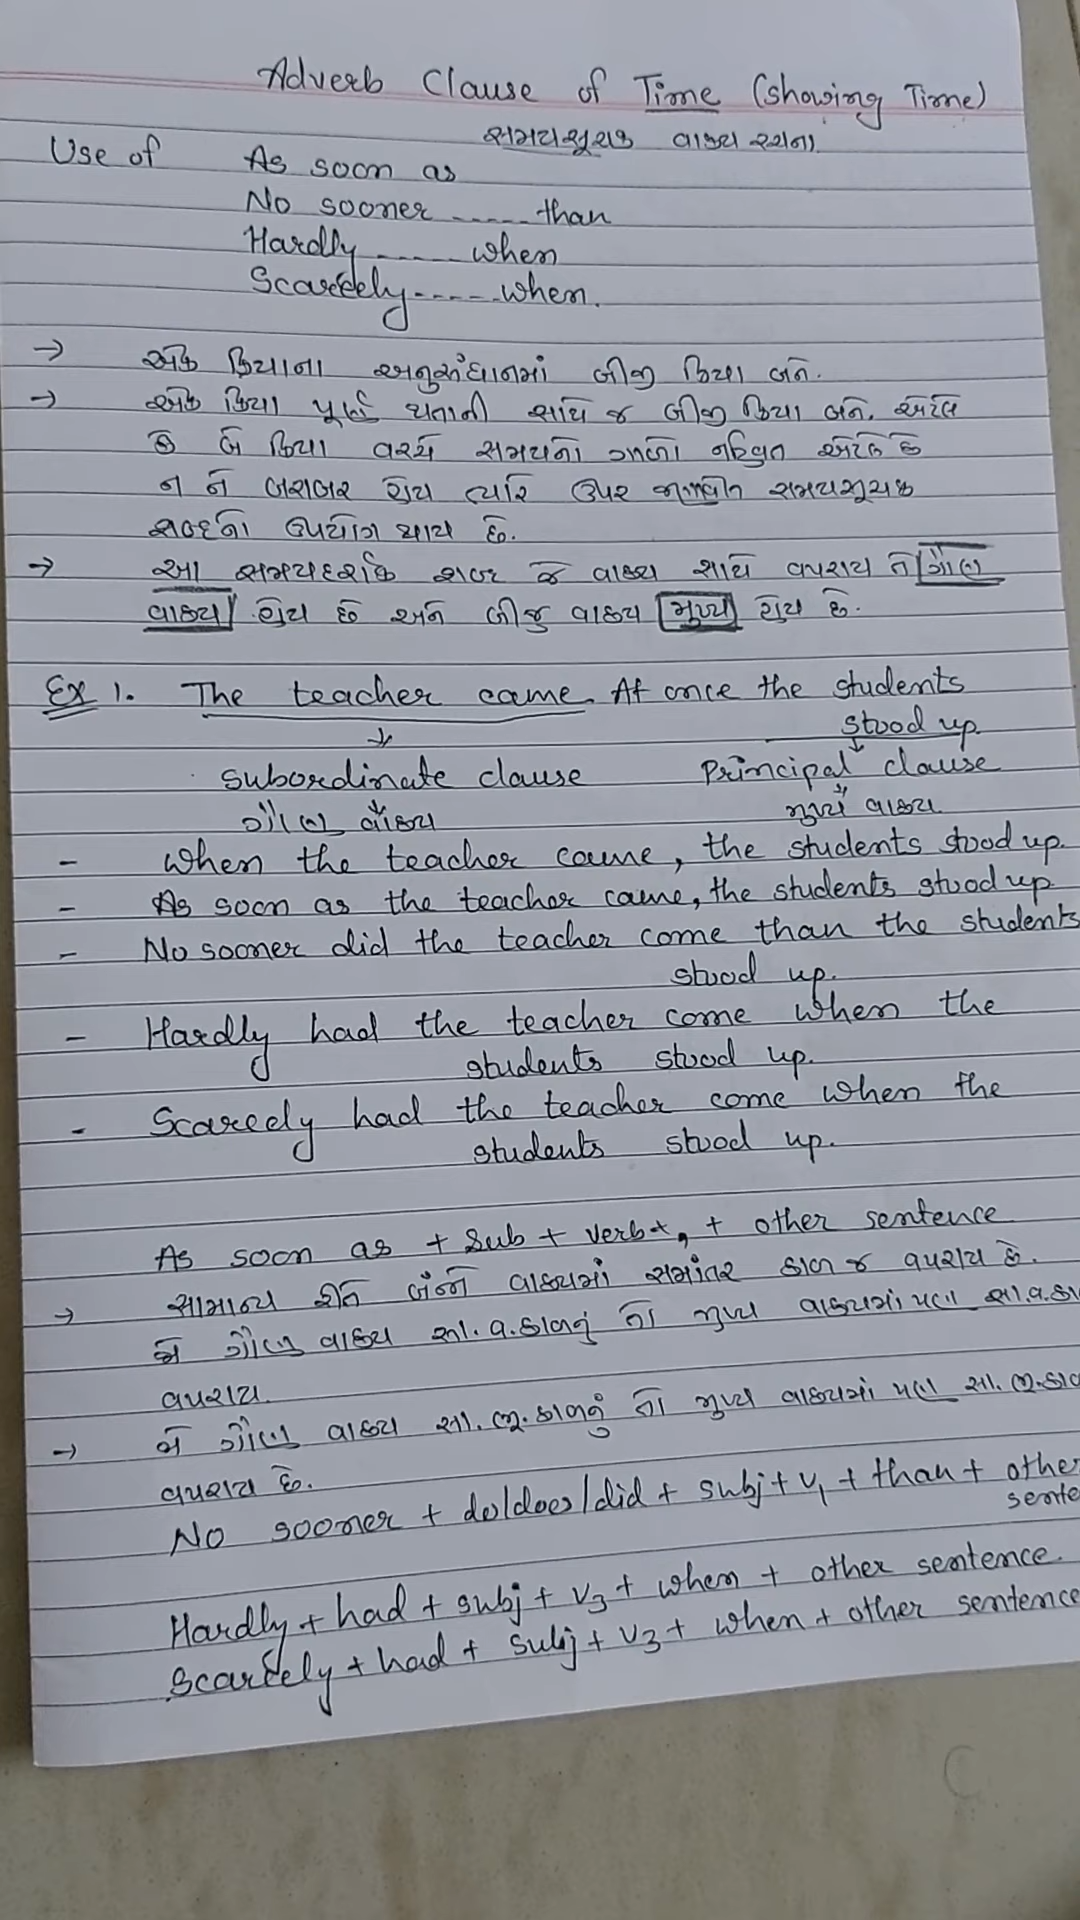 Adverb Clause of Time (showing Time)
સમયસૂચક વાક્ય રચના
Use of As soon as
No sooner ----- than
Hardly ----- when
Scarcely ---- when.
→ એક ક્રિયાના અનુસંધાનમાં બીજી ક્રિયા બને.
→ એક ક્રિયા પૂર્ણ થતાની સાથે જ બીજી ક્રિયા બને. એટલે
કે બે ક્રિયા વચ્ચે સમયનો ગાળો નહિવત એટલે કે
ન ને બરાબર હોય ત્યારે ઉપર સમયસૂચક
શબ્દનો ઉપયોગ થાય છે.
→ આ સમયદર્શક શબ્દ જે વાક્ય સાથે વપરાય તે ગૌણ
વાક્ય હોય છે અને બીજુ વાક્ય મુખ્ય હોય છે.
Ex 1. The teacher came. At once the students
stood up.
subordinate clause Principal clause
ગૌણ વાક્ય મુખ્ય વાક્ય
- When the teacher came, the students stood up.
- As soon as the teacher came, the students stood up
- No sooner did the teacher come than the students
stood up.
- Hardly had the teacher come when the
students stood up.
- Scarcely had the teacher come when the
students stood up.
As soon as + Sub + verb + , + other sentence
→ સામાન્ય રીતે બંને વાક્યમાં સમાંતર કાળ જ વપરાય છે.
જો ગૌણ વાક્ય સા. વ. કાળનું તો મુખ્ય વાક્યમાં પણ સા. વ. કા
વપરાય.
→ જો ગૌણ વાક્ય સા. ભૂ. કાળનું તો મુખ્ય વાક્યમાં પણ સા. ભૂ. કાળ
વપરાય છે.
No sooner + do/does/did + subj + v1 + than + other
sente
Hardly + had + subj + v3 + when + other sentence.
Scarcely + had + subj + v3 + when + other sentence